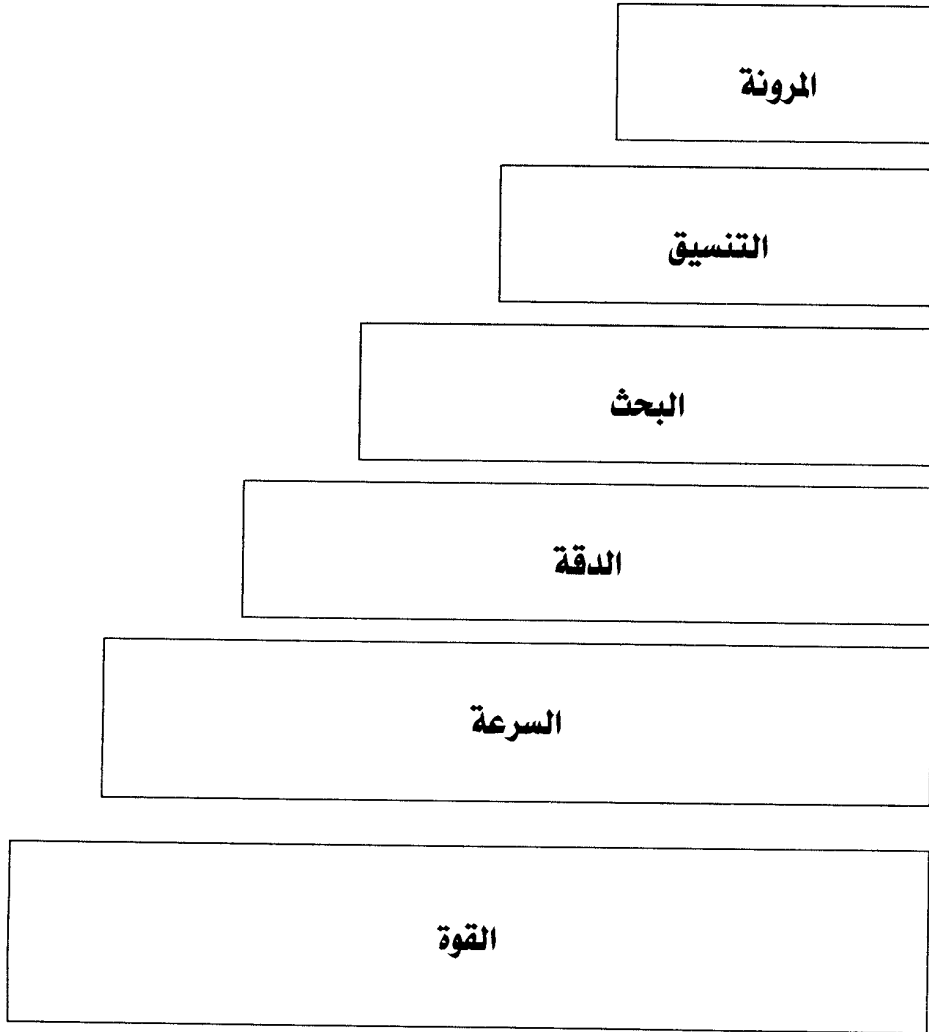 المرونة
التنسيق
البحث
الدقة
السرعة
القوة